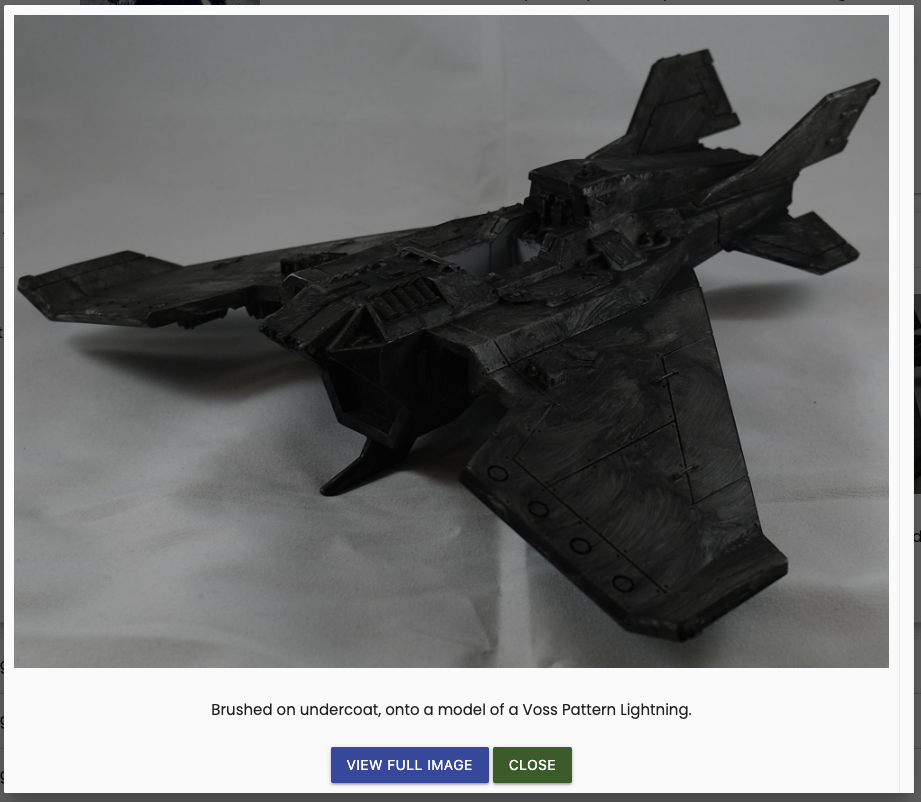 Brushed on undercoat, onto a model of a Voss Pattern Lightning.
VIEW FULL IMAGE
CLOSE